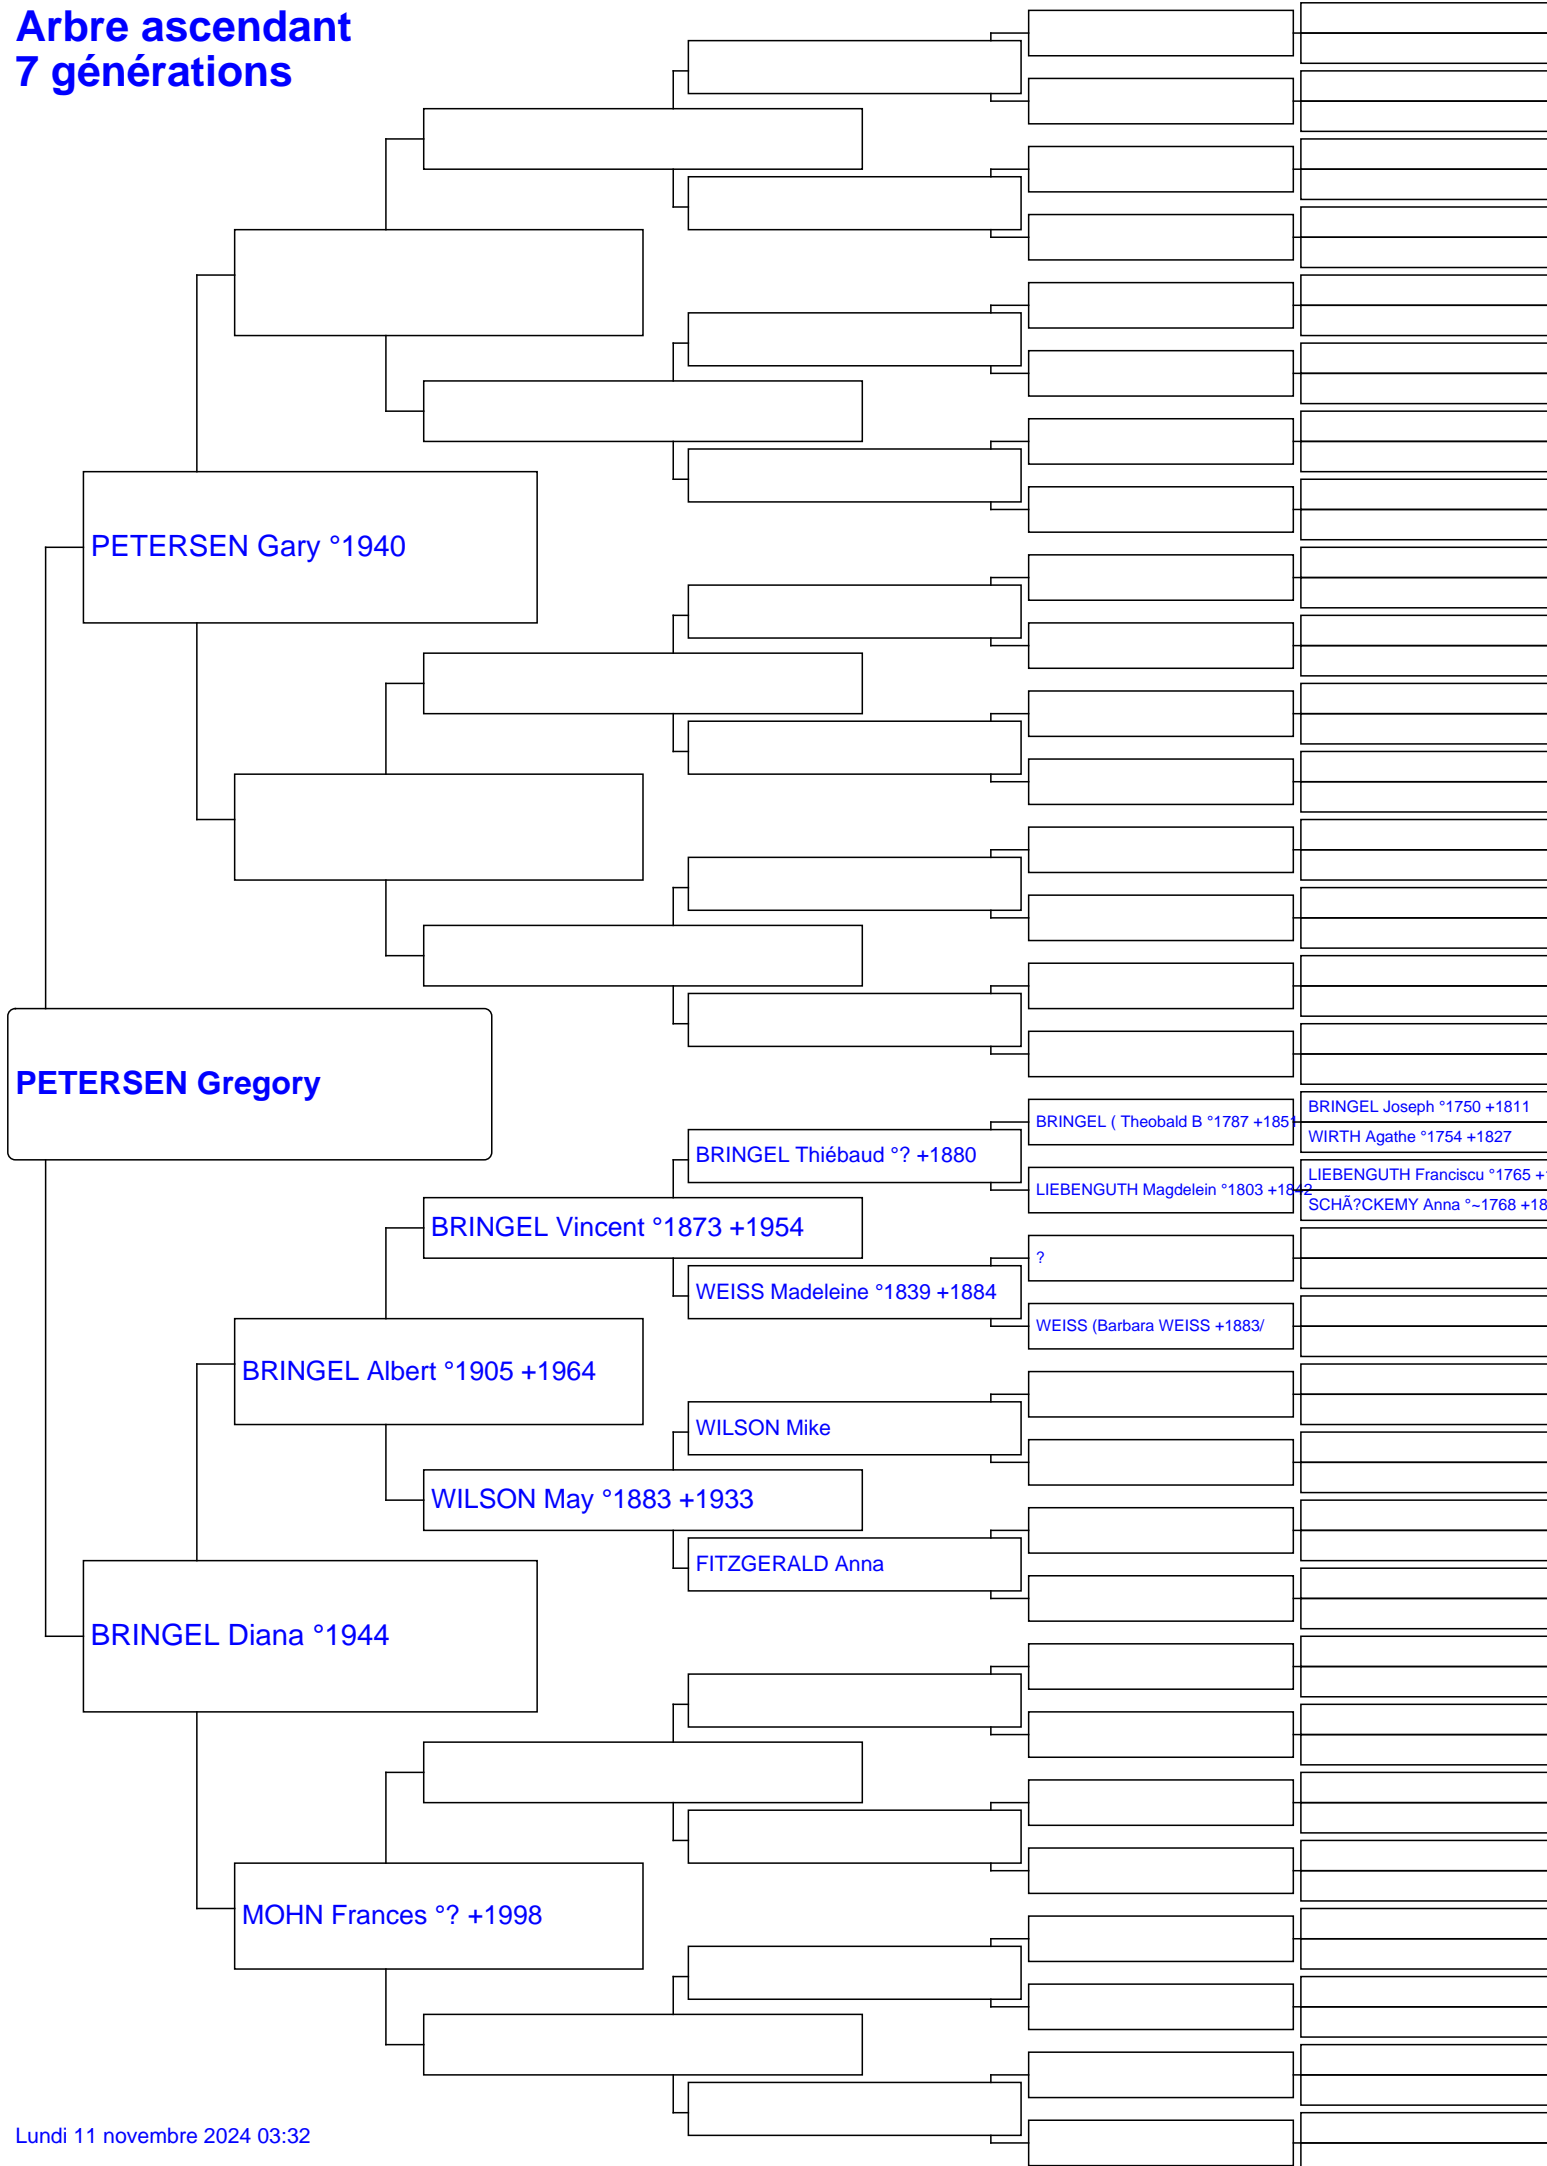 Arbre ascendant
7 générations
PETERSEN Gary °1940
PETERSEN Gregory
BRINGEL ( Theobald B °1787 +1851
BRINGEL Joseph °1750 +1811
WIRTH Agathe °1754 +1827
BRINGEL Thiébaud °? +1880
LIEBENGUTH Magdelein °1803 +1842
LIEBENGUTH Franciscu °1765 +1
SCHÃ?CKEMY Anna °~1768 +18
BRINGEL Vincent °1873 +1954
?
WEISS Madeleine °1839 +1884
WEISS (Barbara WEISS +1883/
BRINGEL Albert °1905 +1964
WILSON Mike
WILSON May °1883 +1933
FITZGERALD Anna
BRINGEL Diana °1944
MOHN Frances °? +1998
Lundi 11 novembre 2024 03:32